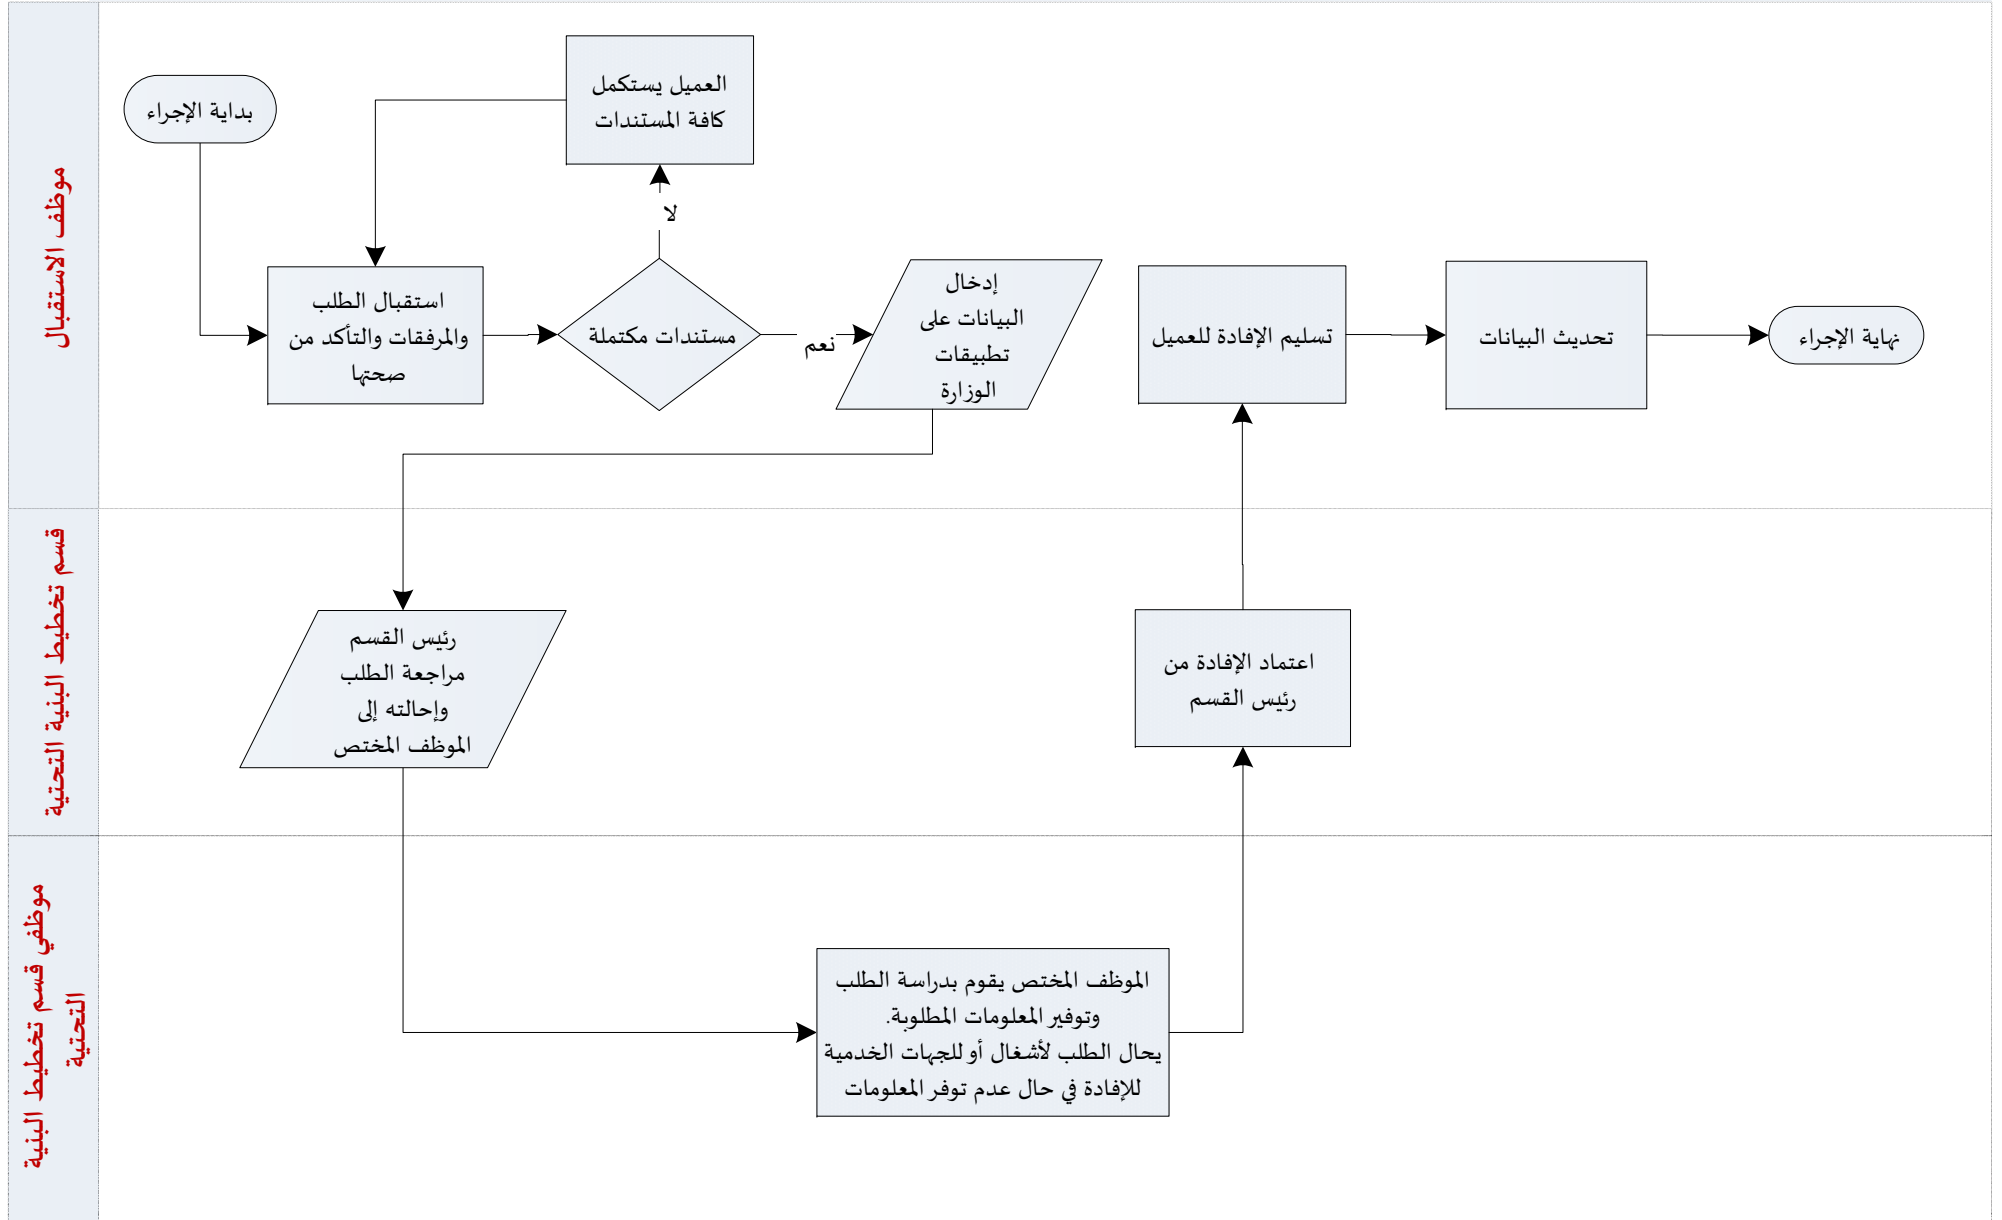 موظف الاستقبال
بداية الإجراء
العميل يستكمل
كافة المستندات
لا
استقبال الطلب
والمرفقات والتأكد من
صحتها
مستندات مكتملة
نعم
إدخال
البيانات على
تطبيقات
الوزارة
تسليم الإفادة للعميل
تحديث البيانات
نهاية الإجراء
قسم تخطيط البنية التحتية
رئيس القسم
مراجعة الطلب
وإحالته إلى
الموظف المختص
اعتماد الإفادة من
رئيس القسم
موظفي قسم تخطيط البنية
التحتية
الموظف المختص يقوم بدراسة الطلب
وتوفير المعلومات المطلوبة.
يحال الطلب لأشغال أو للجهات الخدمية
للإفادة في حال عدم توفر المعلومات